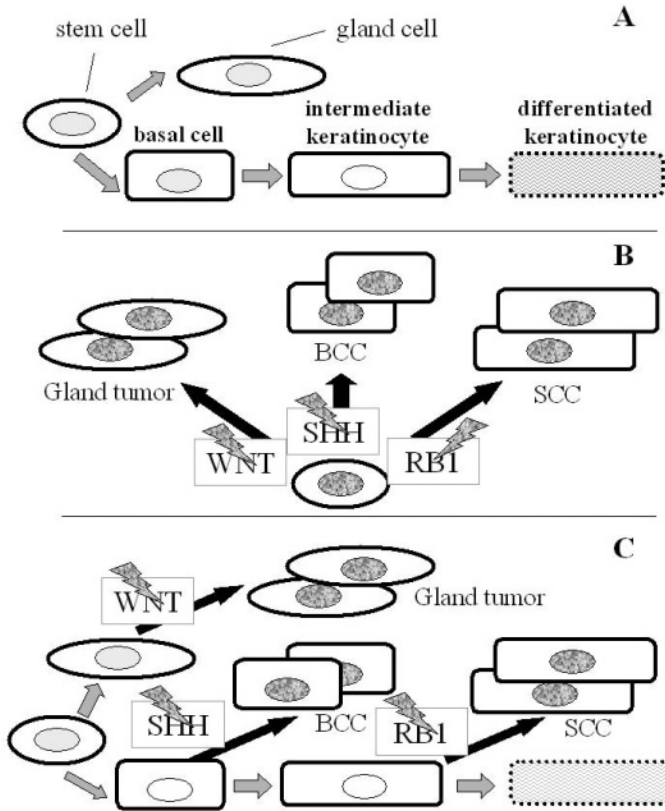 A
stem cell
gland cell
basal cell
intermediate
keratinocyte
differentiated
keratinocyte
B
Gland tumor
BCC
SCC
WNT
SHH
RB1
C
WNT
Gland tumor
SHH
BCC
RB1
SCC